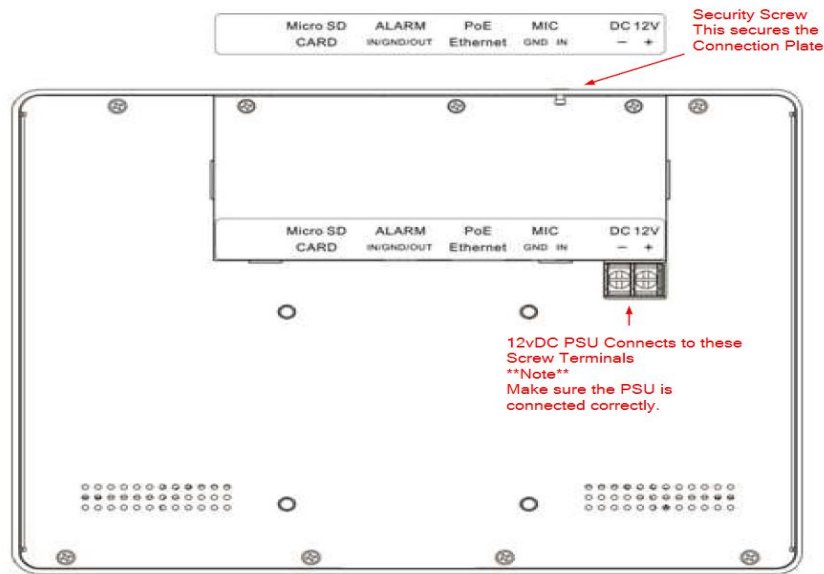 Micro SD ALARM PoE MIC DC 12V
CARD IN/GND/OUT Ethernet GND IN − +
Security Screw
This secures the
Connection Plate
Micro SD ALARM PoE MIC DC 12V
CARD IN/GND/OUT Ethernet GND IN − +
12vDC PSU Connects to these
Screw Terminals
**Note**
Make sure the PSU is
connected correctly.